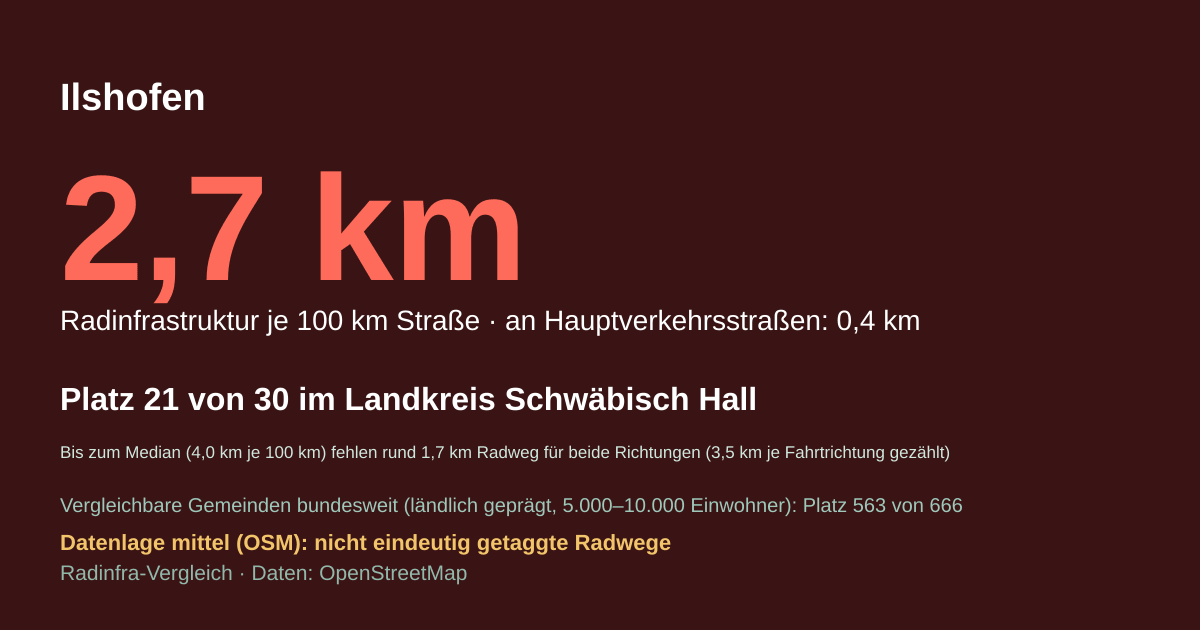 Ilshofen
2,7 km
Radinfrastruktur je 100 km Straße · an Hauptverkehrsstraßen: 0,4 km
Platz 21 von 30 im Landkreis Schwäbisch Hall
Bis zum Median (4,0 km je 100 km) fehlen rund 1,7 km Radweg für beide Richtungen (3,5 km je Fahrtrichtung gezählt)
Vergleichbare Gemeinden bundesweit (ländlich geprägt, 5.000–10.000 Einwohner): Platz 563 von 666
Datenlage mittel (OSM): nicht eindeutig getaggte Radwege
Radinfra-Vergleich · Daten: OpenStreetMap